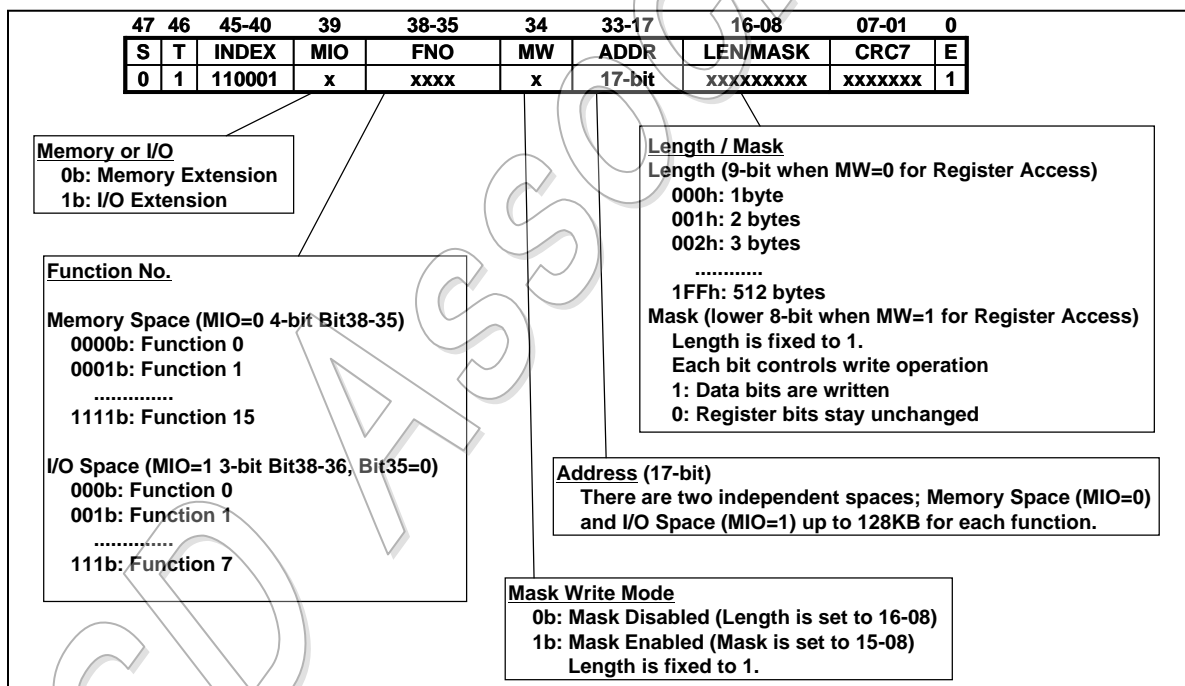 47 46 45-40 39 38-35 34 33-17 16-08 07-01 0
S T INDEX MIO FNO MW ADDR LEN/MASK CRC7 E
0 1 110001 x xxxx x 17-bit xxxxxxxxx xxxxxxx 1
Memory or I/O
0b: Memory Extension
1b: I/O Extension
Length / Mask
Length (9-bit when MW=0 for Register Access)
000h: 1byte
001h: 2 bytes
002h: 3 bytes
............
1FFh: 512 bytes
Mask (lower 8-bit when MW=1 for Register Access)
Length is fixed to 1.
Each bit controls write operation
1: Data bits are written
0: Register bits stay unchanged
Function No.
Memory Space (MIO=0 4-bit Bit38-35)
0000b: Function 0
0001b: Function 1
..............
1111b: Function 15
I/O Space (MIO=1 3-bit Bit38-36, Bit35=0)
000b: Function 0
001b: Function 1
..............
111b: Function 7
Address (17-bit)
There are two independent spaces; Memory Space (MIO=0)
and I/O Space (MIO=1) up to 128KB for each function.
Mask Write Mode
0b: Mask Disabled (Length is set to 16-08)
1b: Mask Enabled (Mask is set to 15-08)
Length is fixed to 1.